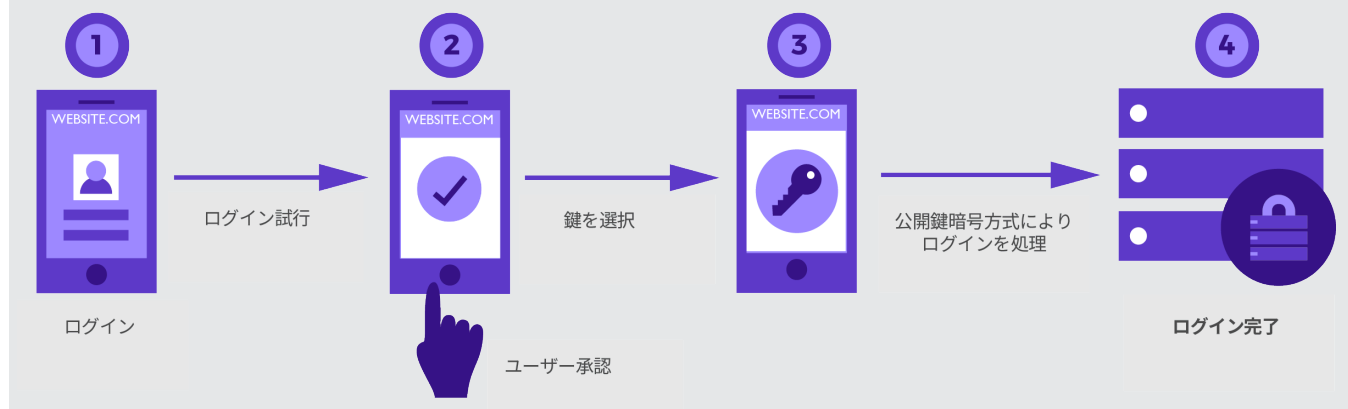 1
2
3
4
WEBSITE.COM
WEBSITE.COM
WEBSITE.COM
ログイン試行
鍵を選択
公開鍵暗号方式により
ログインを処理
ログイン
ユーザー承認
ログイン完了